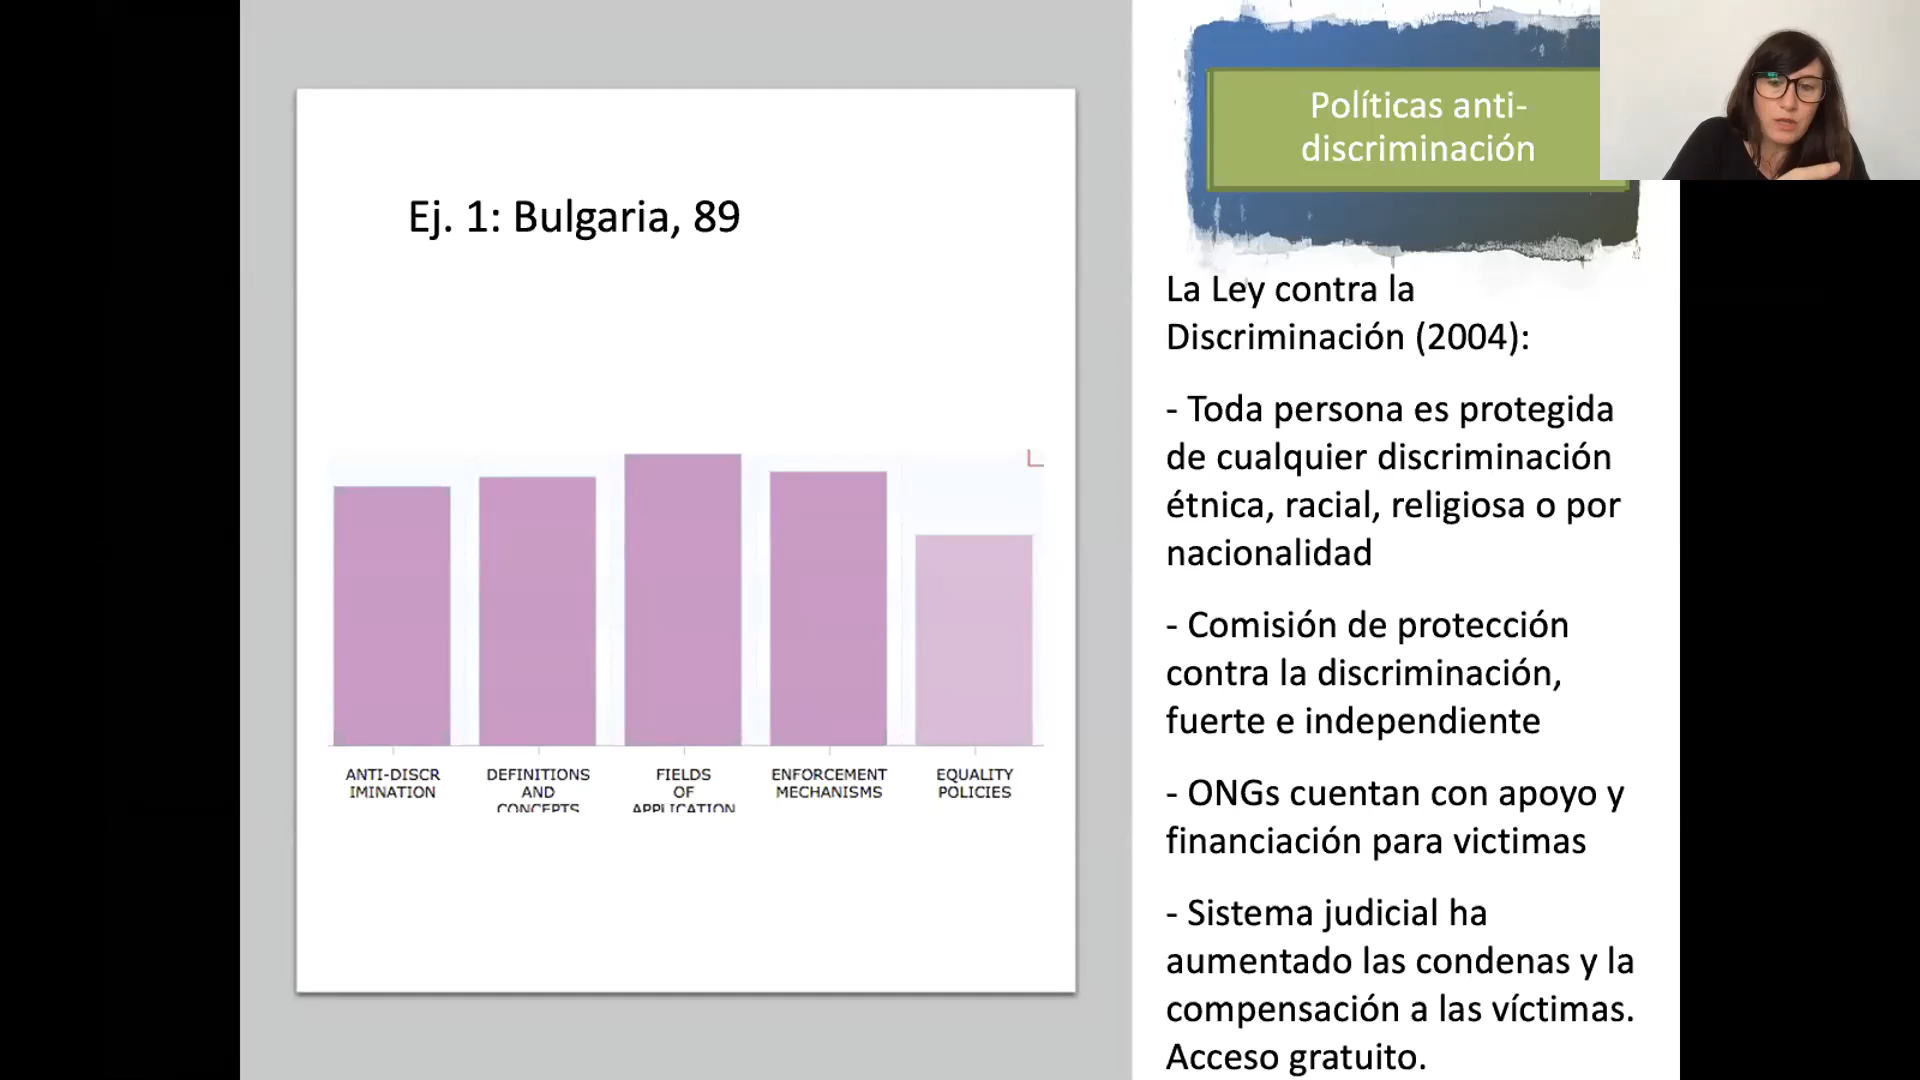 Ej. 1: Bulgaria, 89
ANTI-DISCR
IMINATION
DEFINITIONS
AND
CONCEPTS
FIELDS
OF
APPLICATION
ENFORCEMENT
MECHANISMS
EQUALITY
POLICIES
Políticas anti-
discriminación
La Ley contra la
Discriminación (2004):
- Toda persona es protegida
de cualquier discriminación
étnica, racial, religiosa o por
nacionalidad
- Comisión de protección
contra la discriminación,
fuerte e independiente
- ONGs cuentan con apoyo y
financiación para victimas
- Sistema judicial ha
aumentado las condenas y la
compensación a las víctimas.
Acceso gratuito.